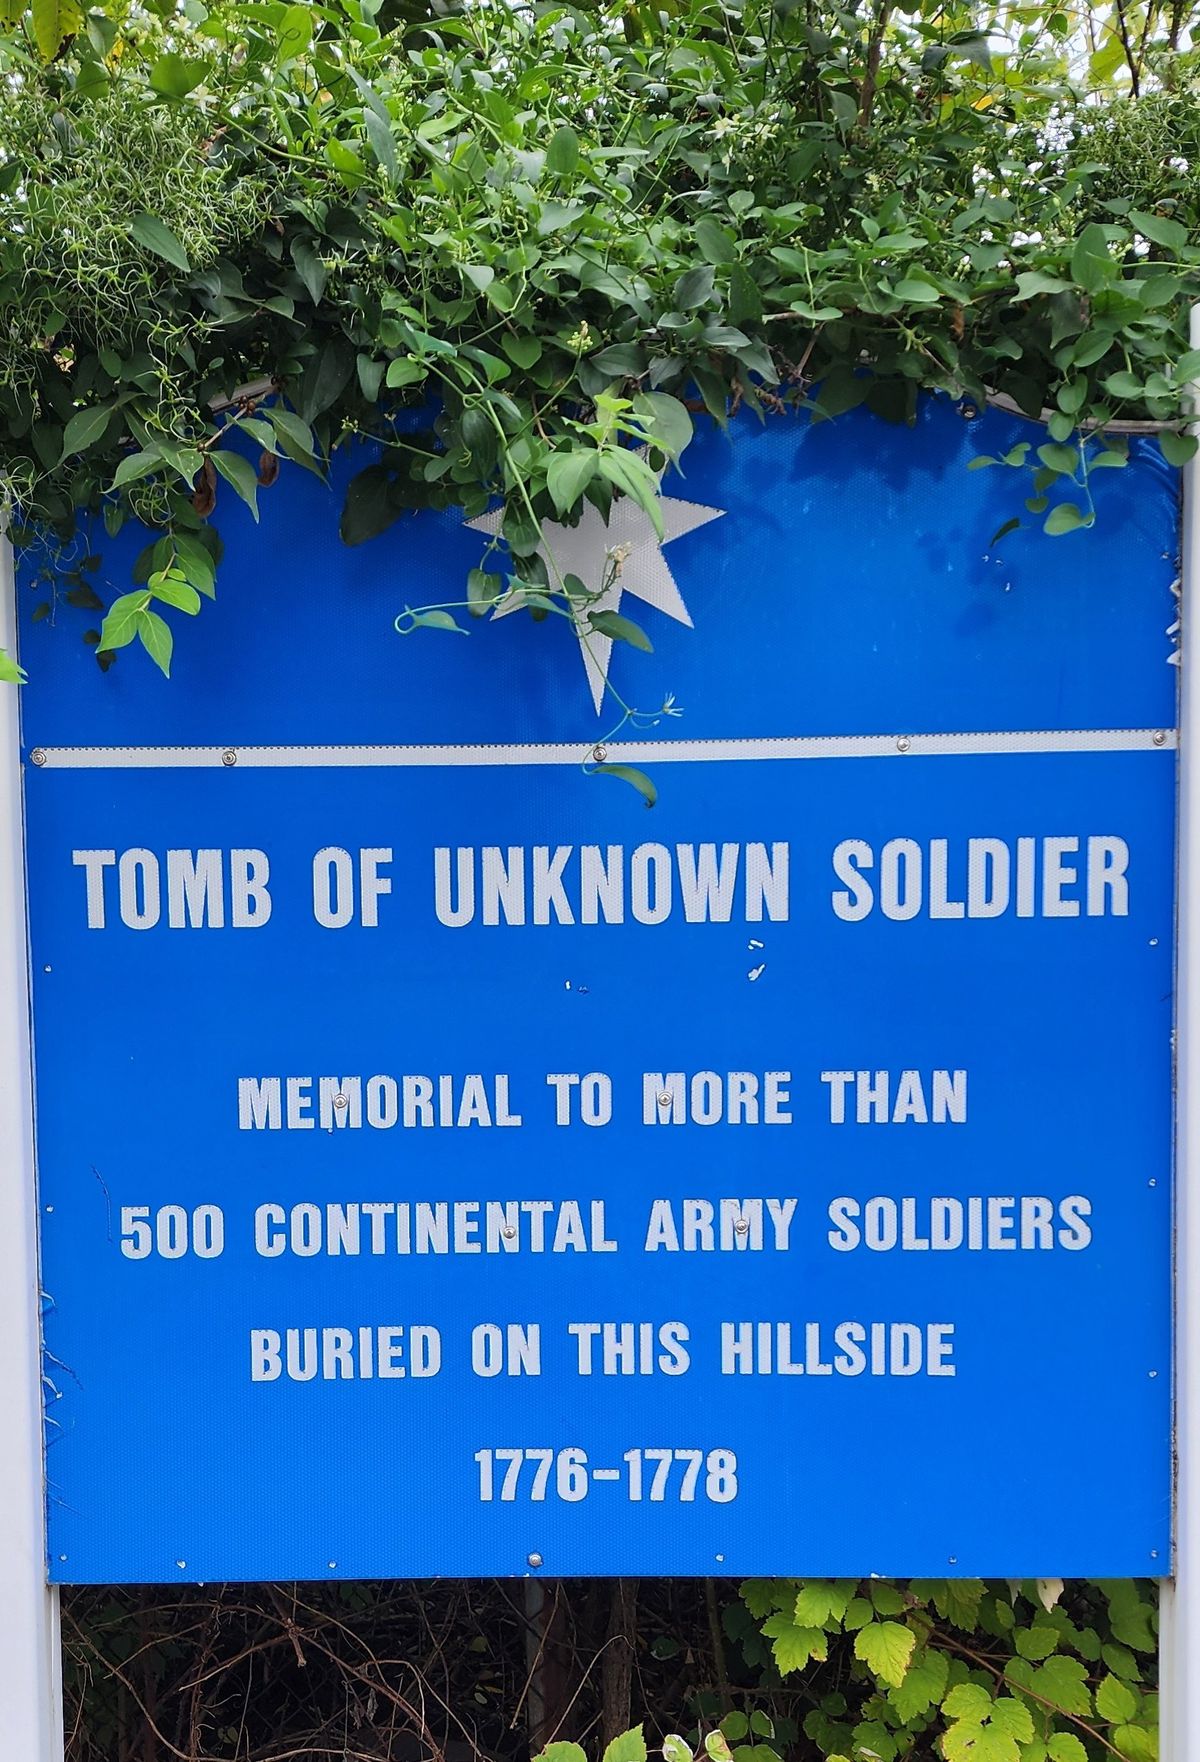 TOMB OF UNKNOWN SOLDIER
MEMORIAL TO MORE THAN
500 CONTINENTAL ARMY SOLDIERS
BURIED ON THIS HILLSIDE
1776-1778